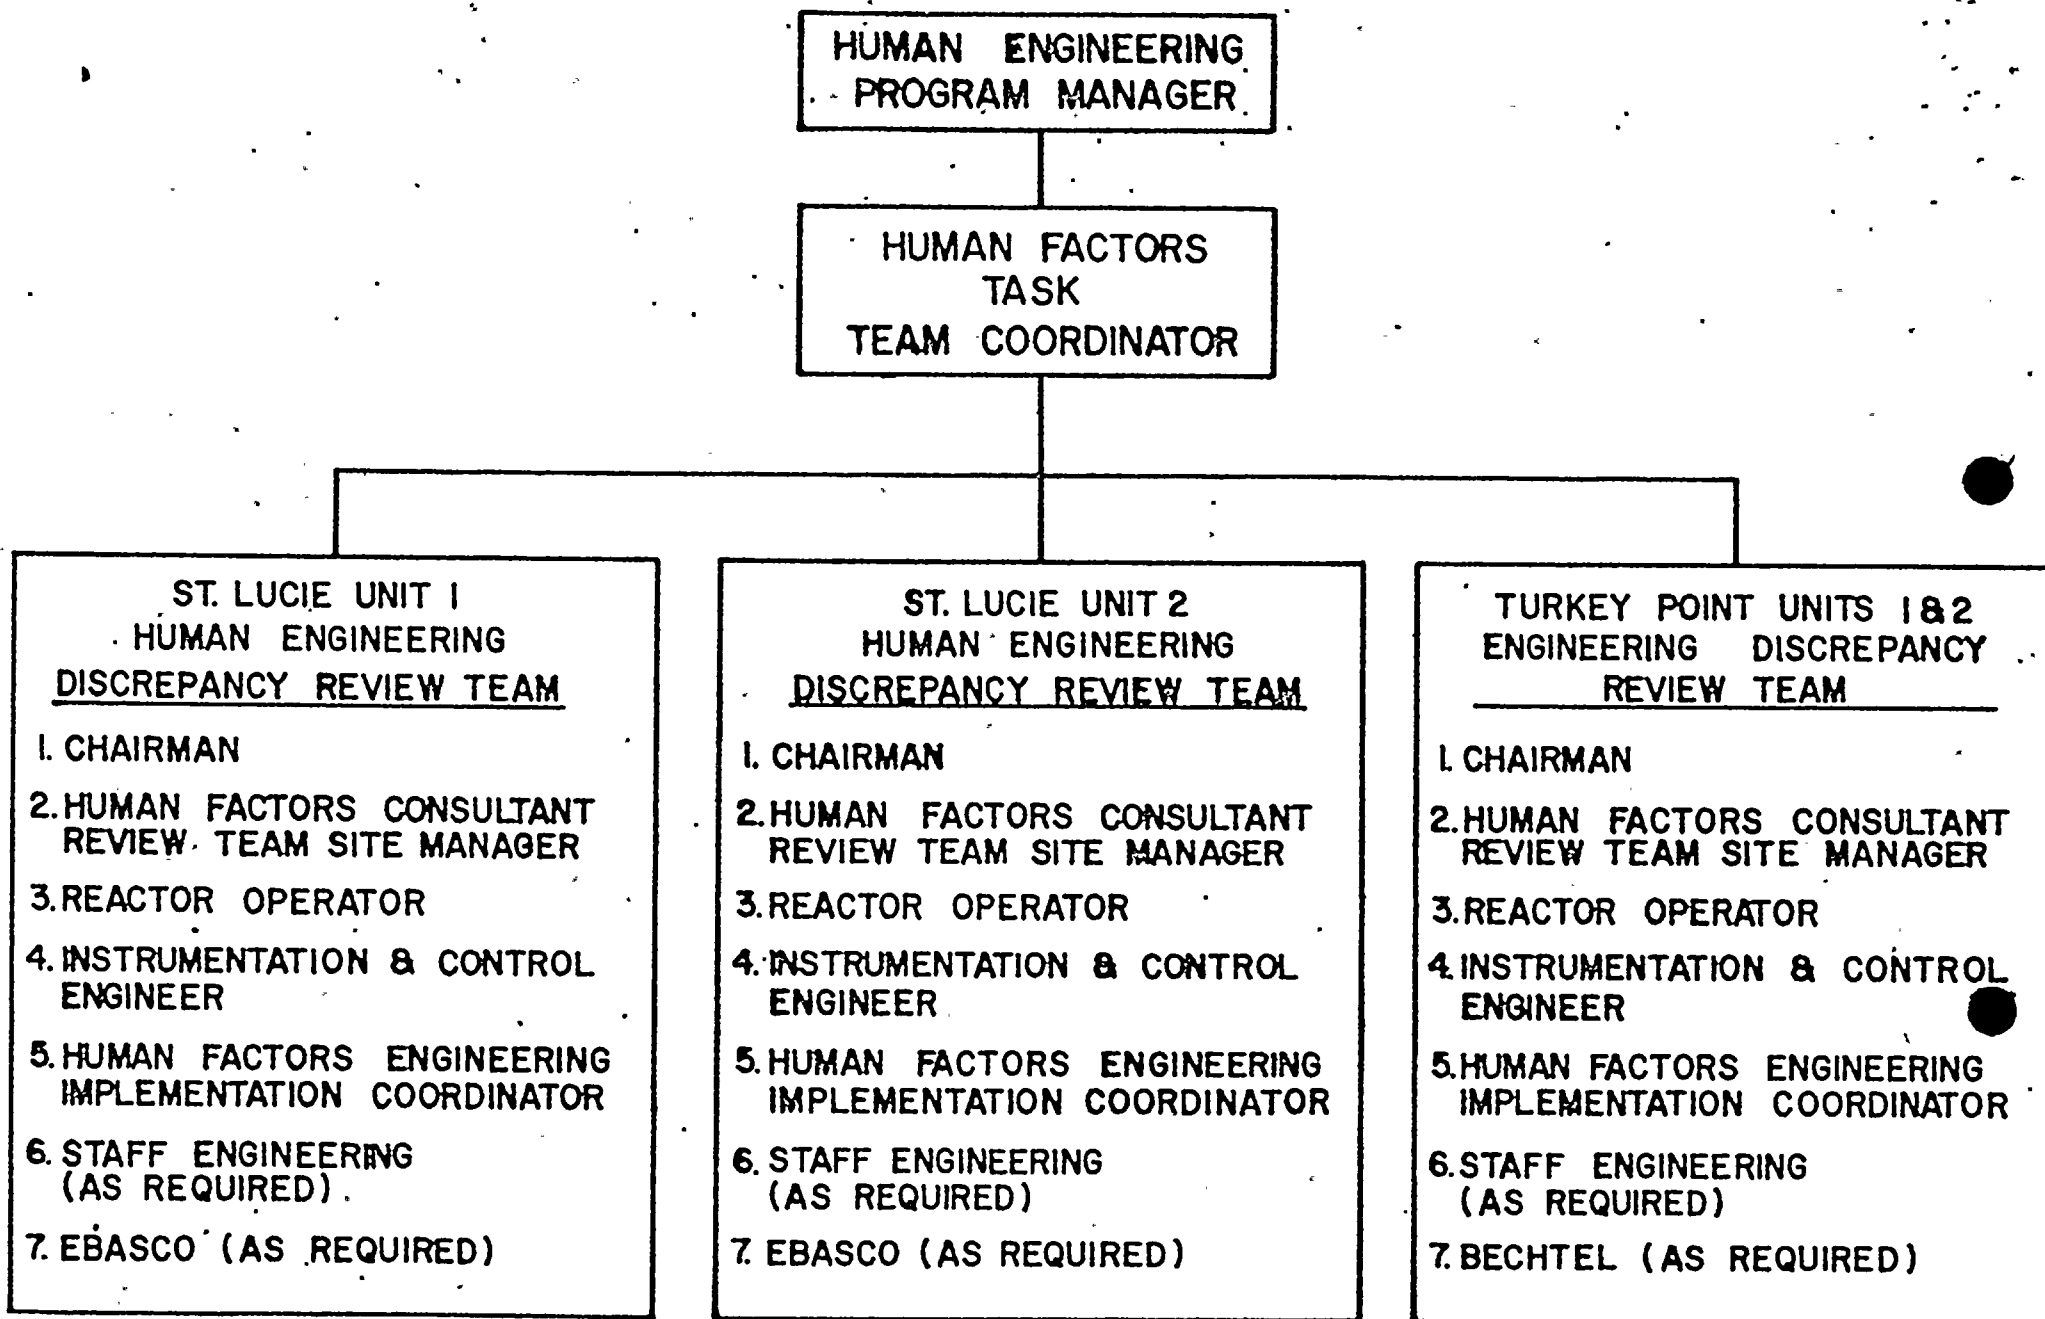 HUMAN ENGINEERING
PROGRAM MANAGER
HUMAN FACTORS
TASK
TEAM COORDINATOR
ST. LUCIE UNIT 1
HUMAN ENGINEERING
DISCREPANCY REVIEW TEAM
1. CHAIRMAN
2. HUMAN FACTORS CONSULTANT
REVIEW TEAM SITE MANAGER
3. REACTOR OPERATOR
4. INSTRUMENTATION & CONTROL
ENGINEER
5. HUMAN FACTORS ENGINEERING
IMPLEMENTATION COORDINATOR
6. STAFF ENGINEERING
(AS REQUIRED)
7. EBASCO (AS REQUIRED)
ST. LUCIE UNIT 2
HUMAN ENGINEERING
DISCREPANCY REVIEW TEAM
1. CHAIRMAN
2. HUMAN FACTORS CONSULTANT
REVIEW TEAM SITE MANAGER
3. REACTOR OPERATOR
4. INSTRUMENTATION & CONTROL
ENGINEER
5. HUMAN FACTORS ENGINEERING
IMPLEMENTATION COORDINATOR
6. STAFF ENGINEERING
(AS REQUIRED)
7. EBASCO (AS REQUIRED)
TURKEY POINT UNITS 1 & 2
ENGINEERING DISCREPANCY
REVIEW TEAM
1. CHAIRMAN
2. HUMAN FACTORS CONSULTANT
REVIEW TEAM SITE MANAGER
3. REACTOR OPERATOR
4. INSTRUMENTATION & CONTROL
ENGINEER
5. HUMAN FACTORS ENGINEERING
IMPLEMENTATION COORDINATOR
6. STAFF ENGINEERING
(AS REQUIRED)
7. BECHTEL (AS REQUIRED)